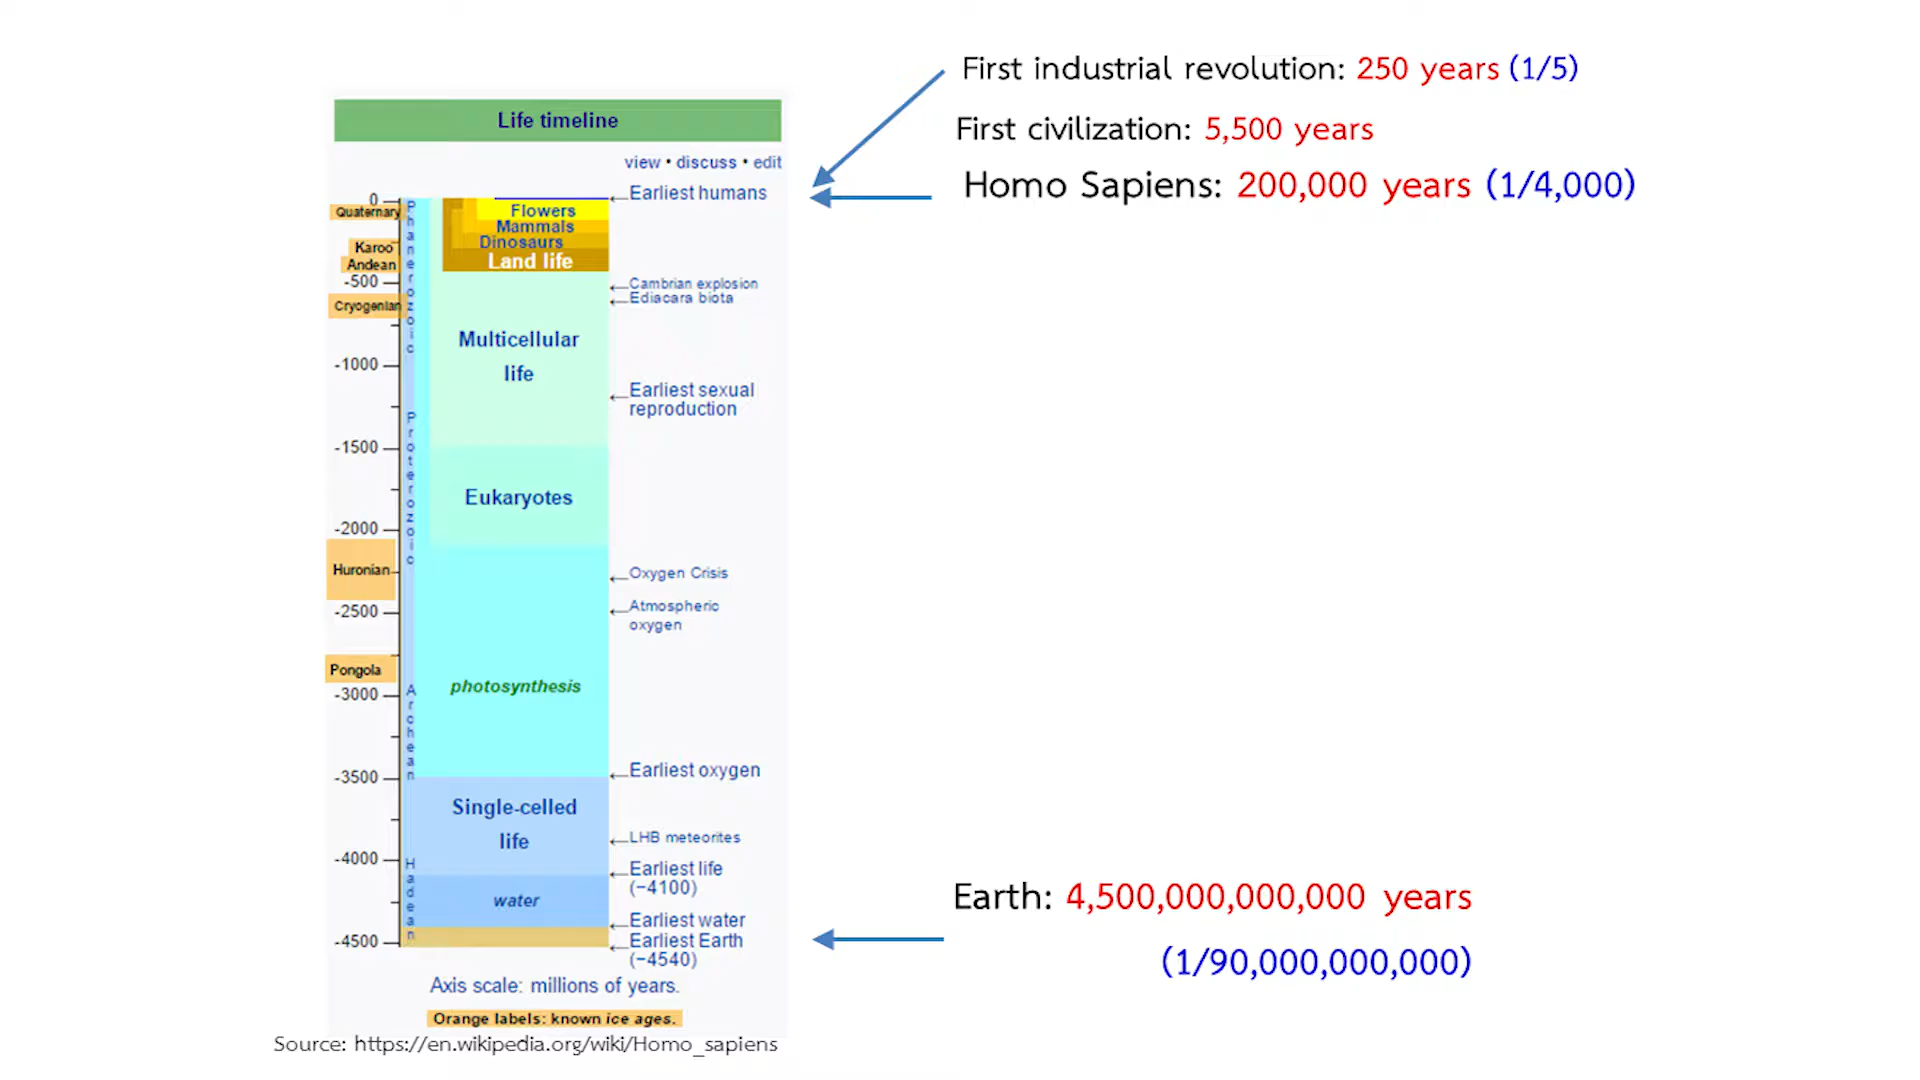 First industrial revolution: 250 years (1/5)
First civilization: 5,500 years
Homo Sapiens: 200,000 years (1/4,000)
Life timeline
view • discuss • edit
0
Earliest humans
Quaternary
Flowers
Mammals
Karoo
Dinosaurs
Andean
Land life
-500
Cambrian explosion
Ediacara biota
Cryogenian
Phanerozoic
Multicellular
life
-1000
Earliest sexual
reproduction
Proterozoic
-1500
Eukaryotes
-2000
Huronian
Oxygen Crisis
-2500
Atmospheric
oxygen
Pongola
photosynthesis
-3000
Archean
Earliest oxygen
-3500
Single-celled
life
LHB meteorites
-4000
Hadean
Earliest life
(−4100)
water
Earliest water
-4500
Earliest Earth
(−4540)
Axis scale: millions of years.
Orange labels: known ice ages.
Earth: 4,500,000,000,000 years
(1/90,000,000,000)
Source: https://en.wikipedia.org/wiki/Homo_sapiens